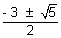 (-3 ± √5)/2